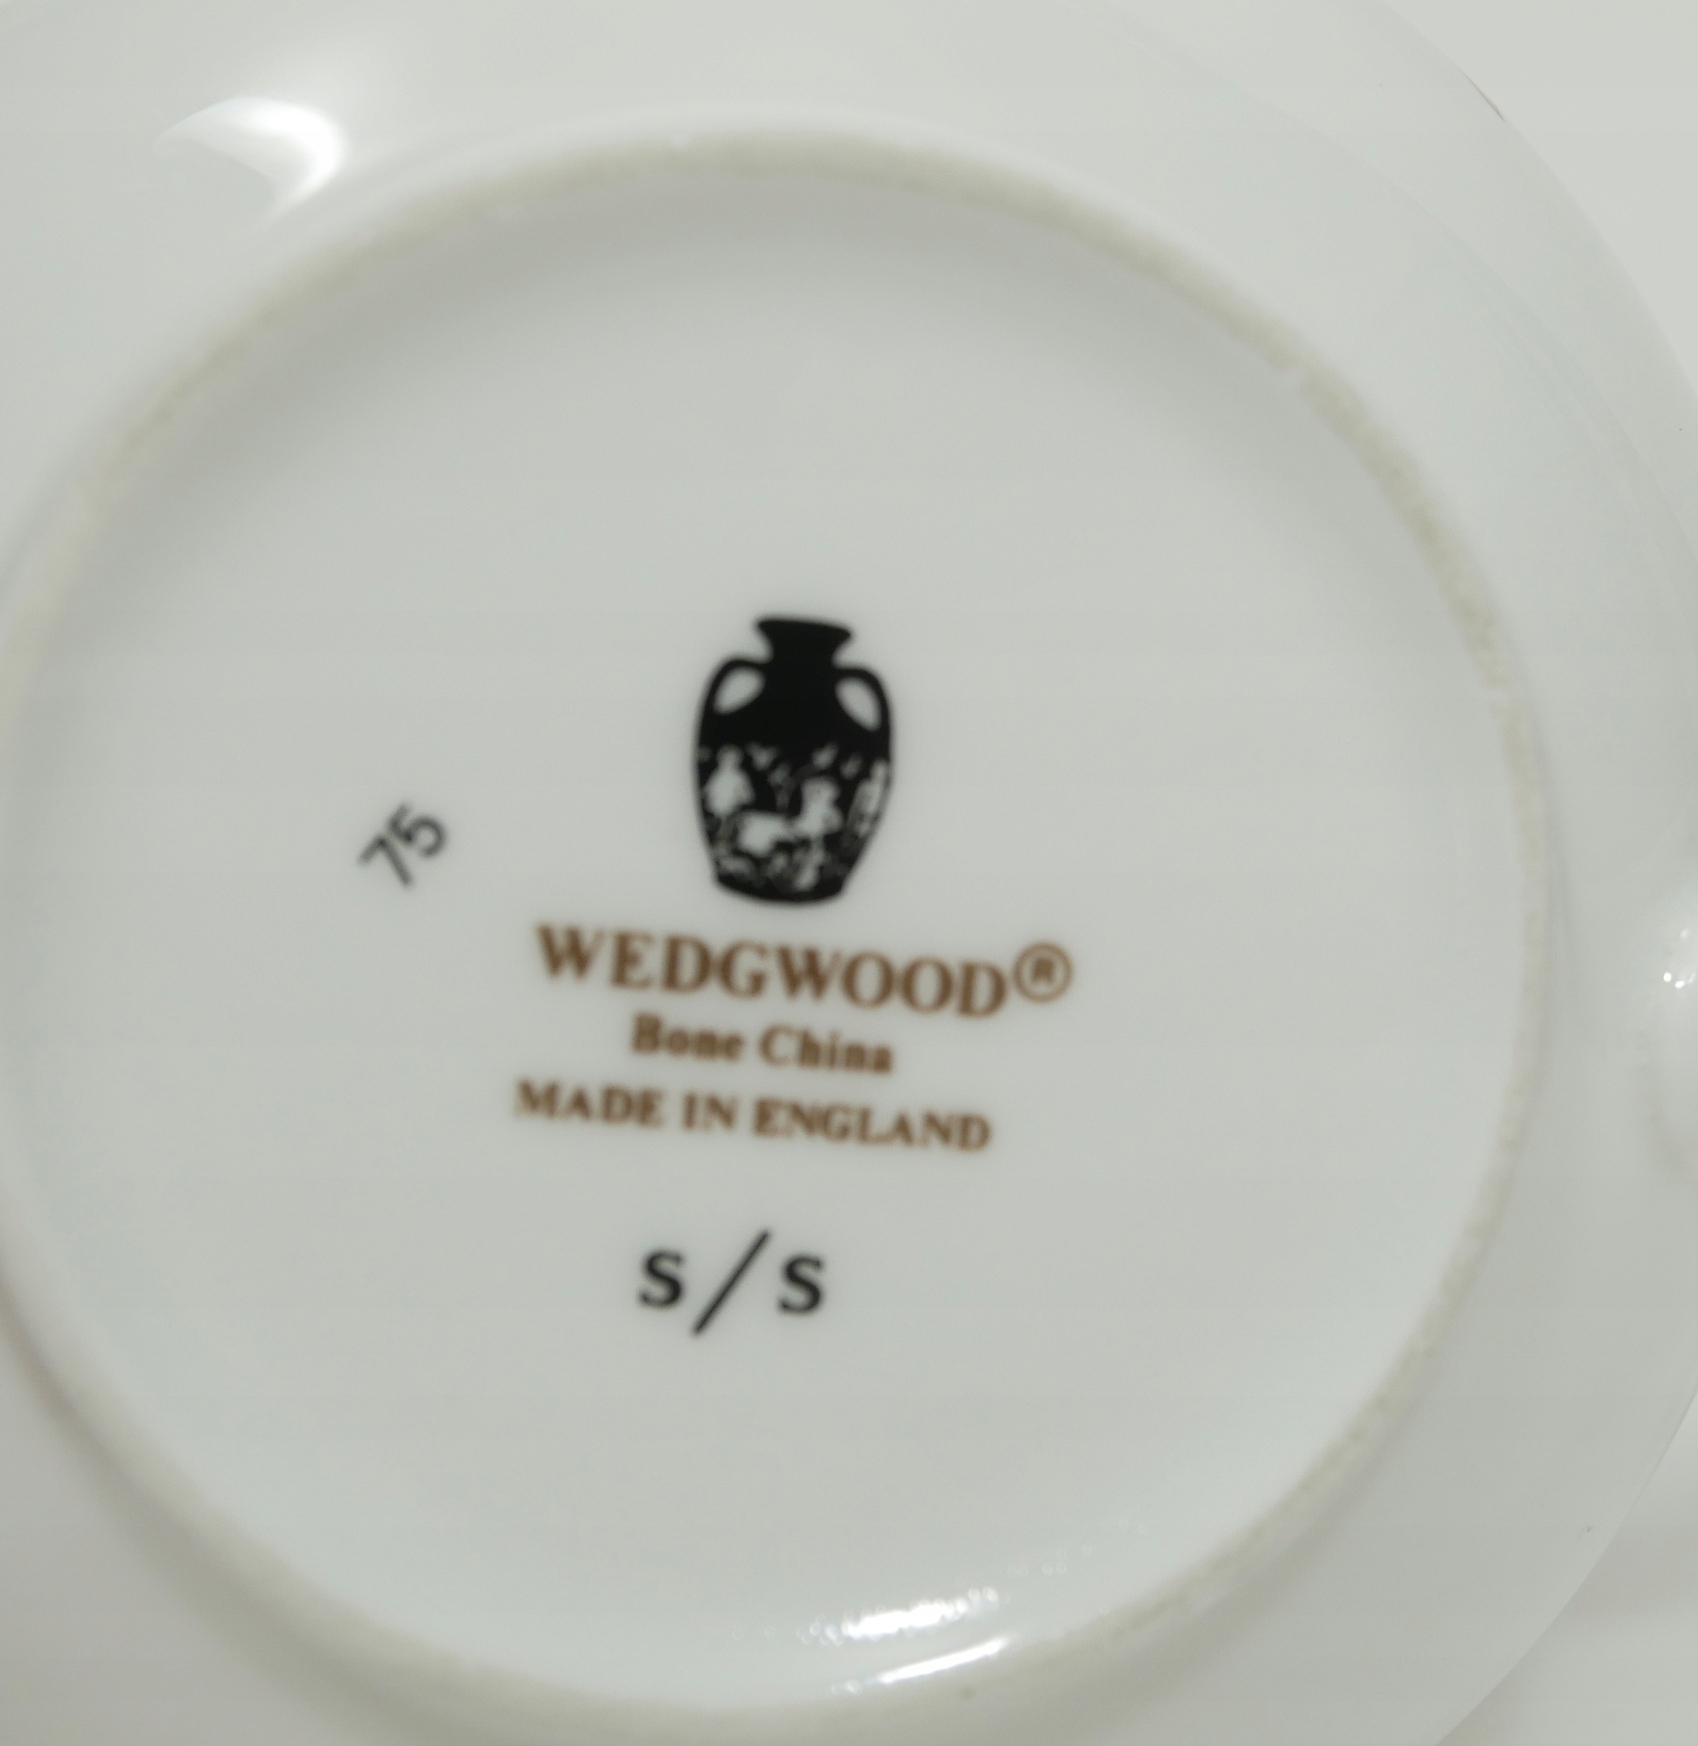 75
WEDGWOOD®
Bone China
MADE IN ENGLAND
s/s